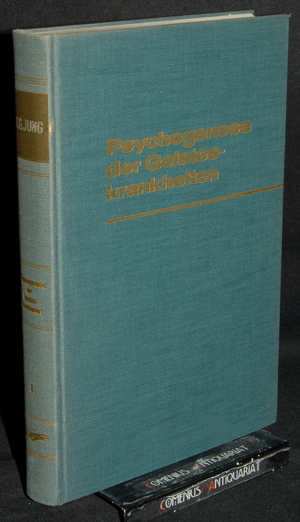 C.G.JUNG
Psychogenese
der Geistes-
krankheiten
COMENIUS ANTIQUARIAT
COMENIUS ANTIQUARIAT